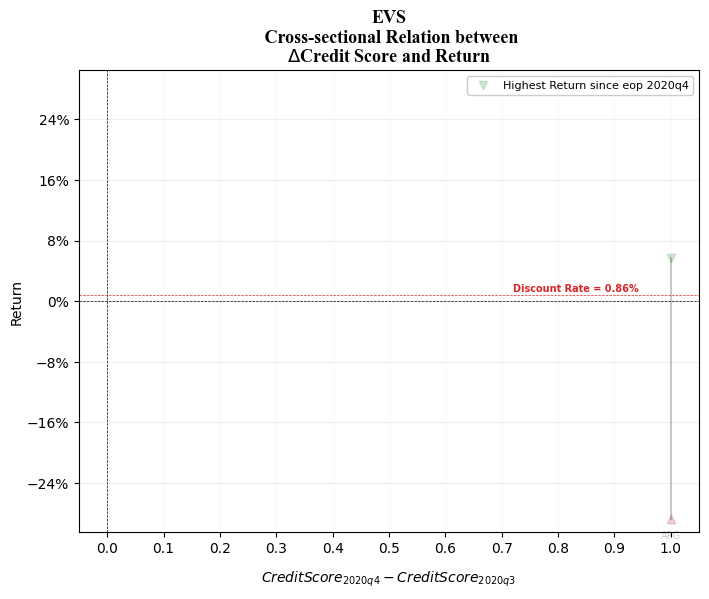 EVS
Cross-sectional Relation between
ΔCredit Score and Return
Highest Return since eop 2020q4
24%
16%
8%
Discount Rate = 0.86%
0%
−8%
−16%
−24%
Return
0.0 0.1 0.2 0.3 0.4 0.5 0.6 0.7 0.8 0.9 1.0
CreditScore2020q4 − CreditScore2020q3